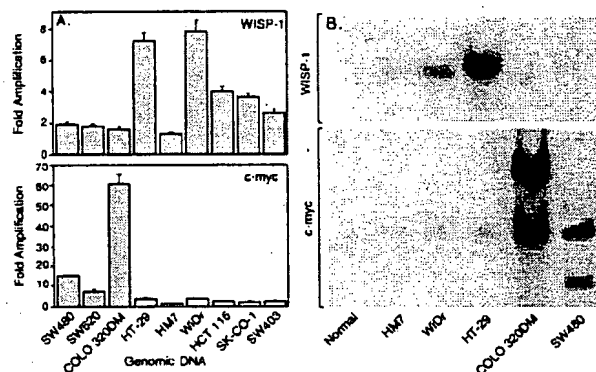 A.
WISP-1
Fold Amplification
8
6
4
2
0
c-myc
Fold Amplification
70
60
50
40
30
20
10
0
SW480
SW620
COLO 320DM
HT-29
HM7
WiDr
HCT 116
SK-CO-1
SW403
Genomic DNA
B.
WISP-1
c-myc
Normal
HM7
WiDr
HT-29
COLO 320DM
SW480